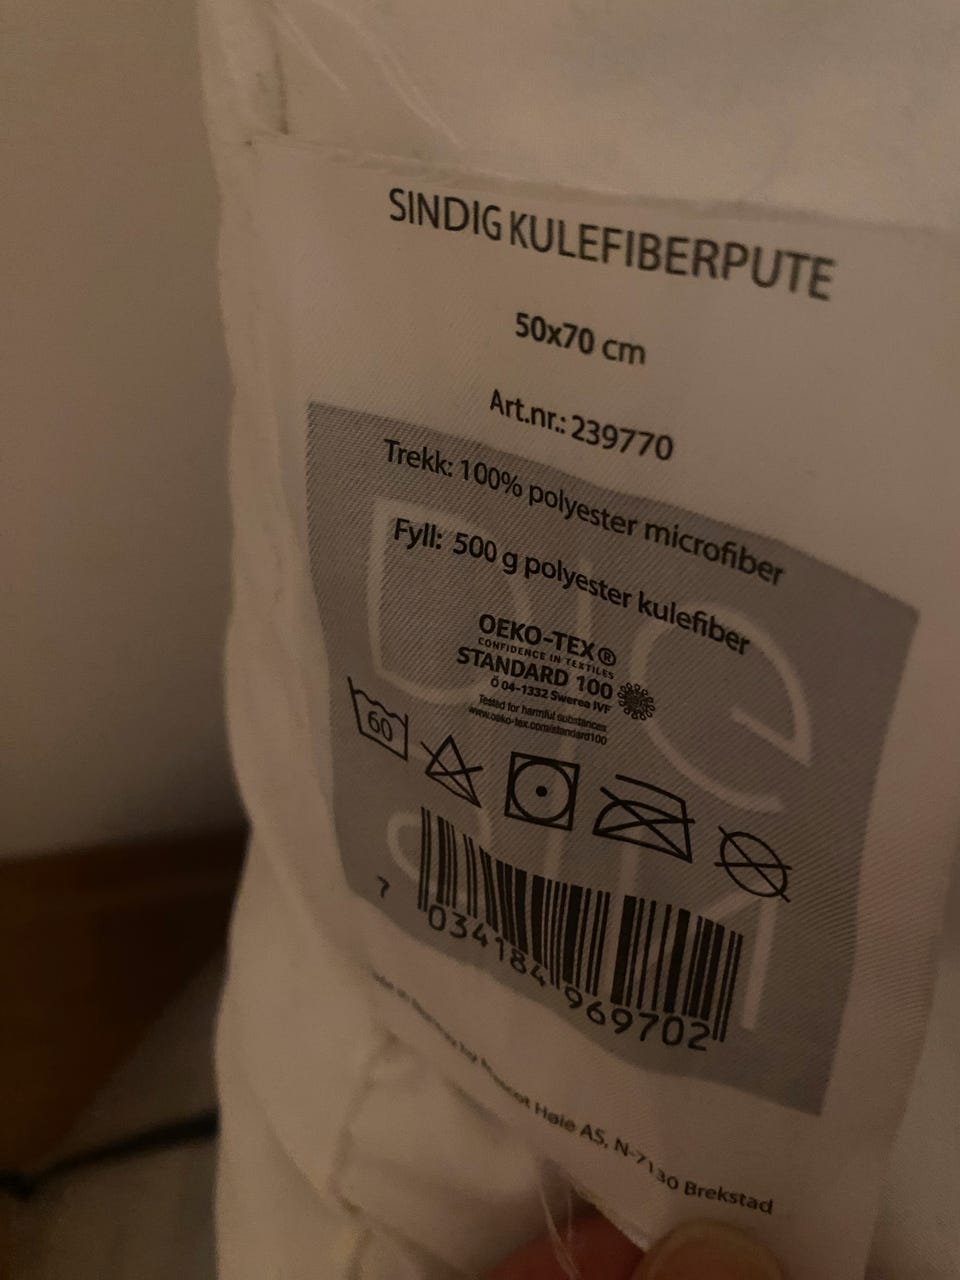 SINDIG KULEFIBERPUTE
50x70 cm
Art.nr.: 239770
Trekk: 100% polyester microfiber
Fyll: 500 g polyester kulefiber
OEKO-TEX®
CONFIDENCE IN TEXTILES
STANDARD 100
Ö 04-1332 Swerea IVF
Tested for harmful substances
www.oeko-tex.com/standard100
60
7 034184 969702
by Høie AS, N-7130 Brekstad